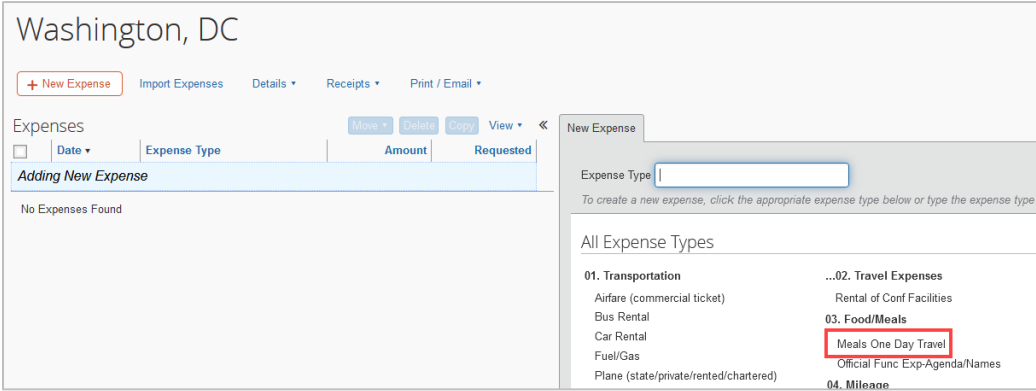 Washington, DC
+ New Expense Import Expenses Details Receipts Print / Email
Expenses Move Delete Copy View
Date Expense Type Amount Requested
Adding New Expense
No Expenses Found
New Expense
Expense Type
To create a new expense, click the appropriate expense type below or type the expense type
All Expense Types
01. Transportation
Airfare (commercial ticket)
Bus Rental
Car Rental
Fuel/Gas
Plane (state/private/rented/chartered)
...02. Travel Expenses
Rental of Conf Facilities
03. Food/Meals
Meals One Day Travel
Official Func Exp-Agenda/Names
04. Mileage